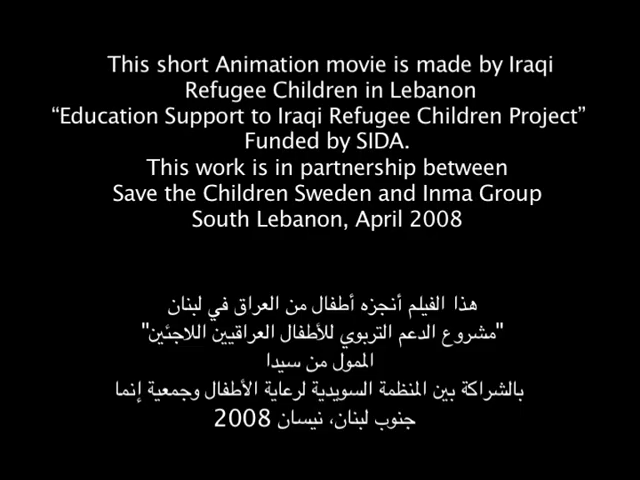 This short Animation movie is made by Iraqi
Refugee Children in Lebanon
“Education Support to Iraqi Refugee Children Project”
Funded by SIDA.
This work is in partnership between
Save the Children Sweden and Inma Group
South Lebanon, April 2008
هذا الفيلم أنجزه أطفال من العراق في لبنان
"مشروع الدعم التربوي للأطفال العراقيين اللاجئين"
الممول من سيدا
بالشراكة بين المنظمة السويدية لرعاية الأطفال وجمعية إنما
جنوب لبنان، نيسان 2008